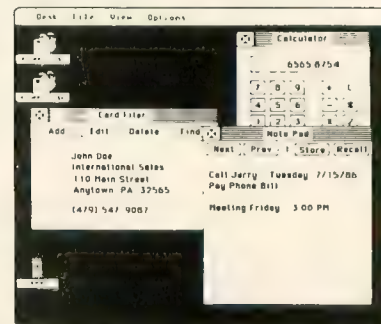 Desk File View Options
Calculator
6565.8754
7 8 9
4 5 6
1 2 3
Card Filer
Add Edit Delete Find
John Doe
International Sales
110 Main Street
Anytown PA 32565
(479) 547 9087
Note Pad
Next Prev Store Recall
Call Jerry Tuesday 7/15/86
Pay Phone Bill
Meeting Friday 3:00 PM